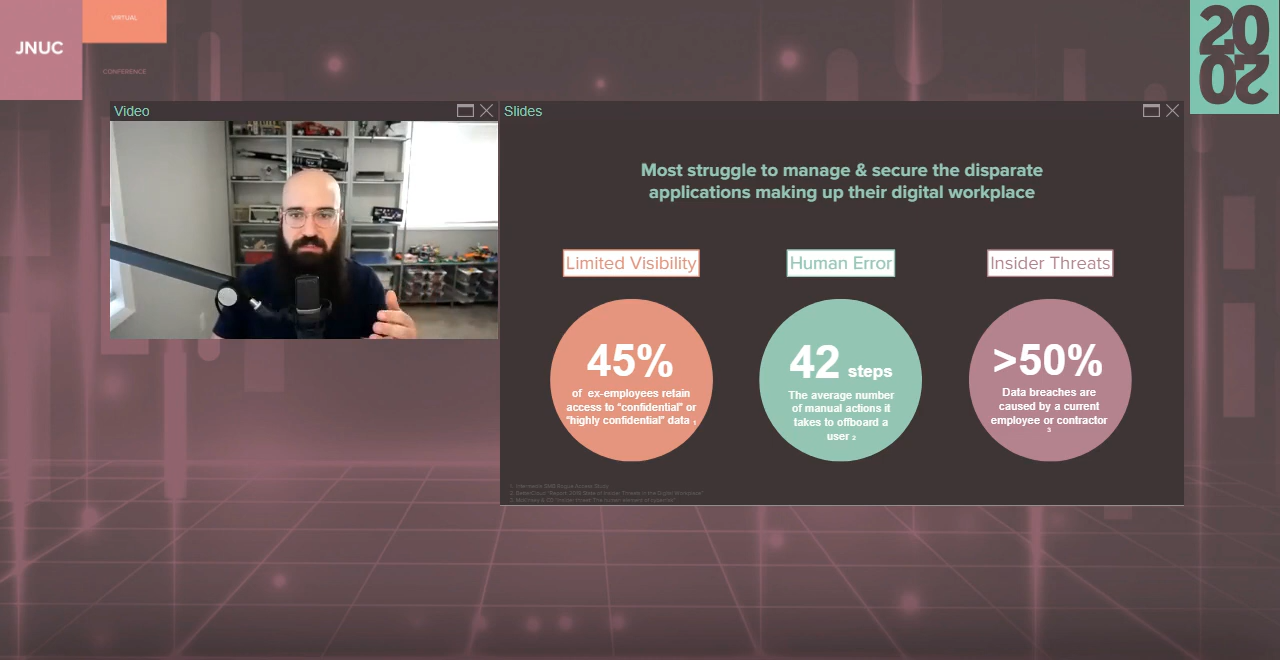 JNUC
VIRTUAL
CONFERENCE
20
20
Video
Slides
Most struggle to manage & secure the disparate
applications making up their digital workplace
Limited Visibility
Human Error
Insider Threats
45%
of ex-employees retain
access to “confidential” or
“highly confidential” data 1
42 steps
The average number
of manual actions it
takes to offboard a
user 2
>50%
Data breaches are
caused by a current
employee or contractor
3